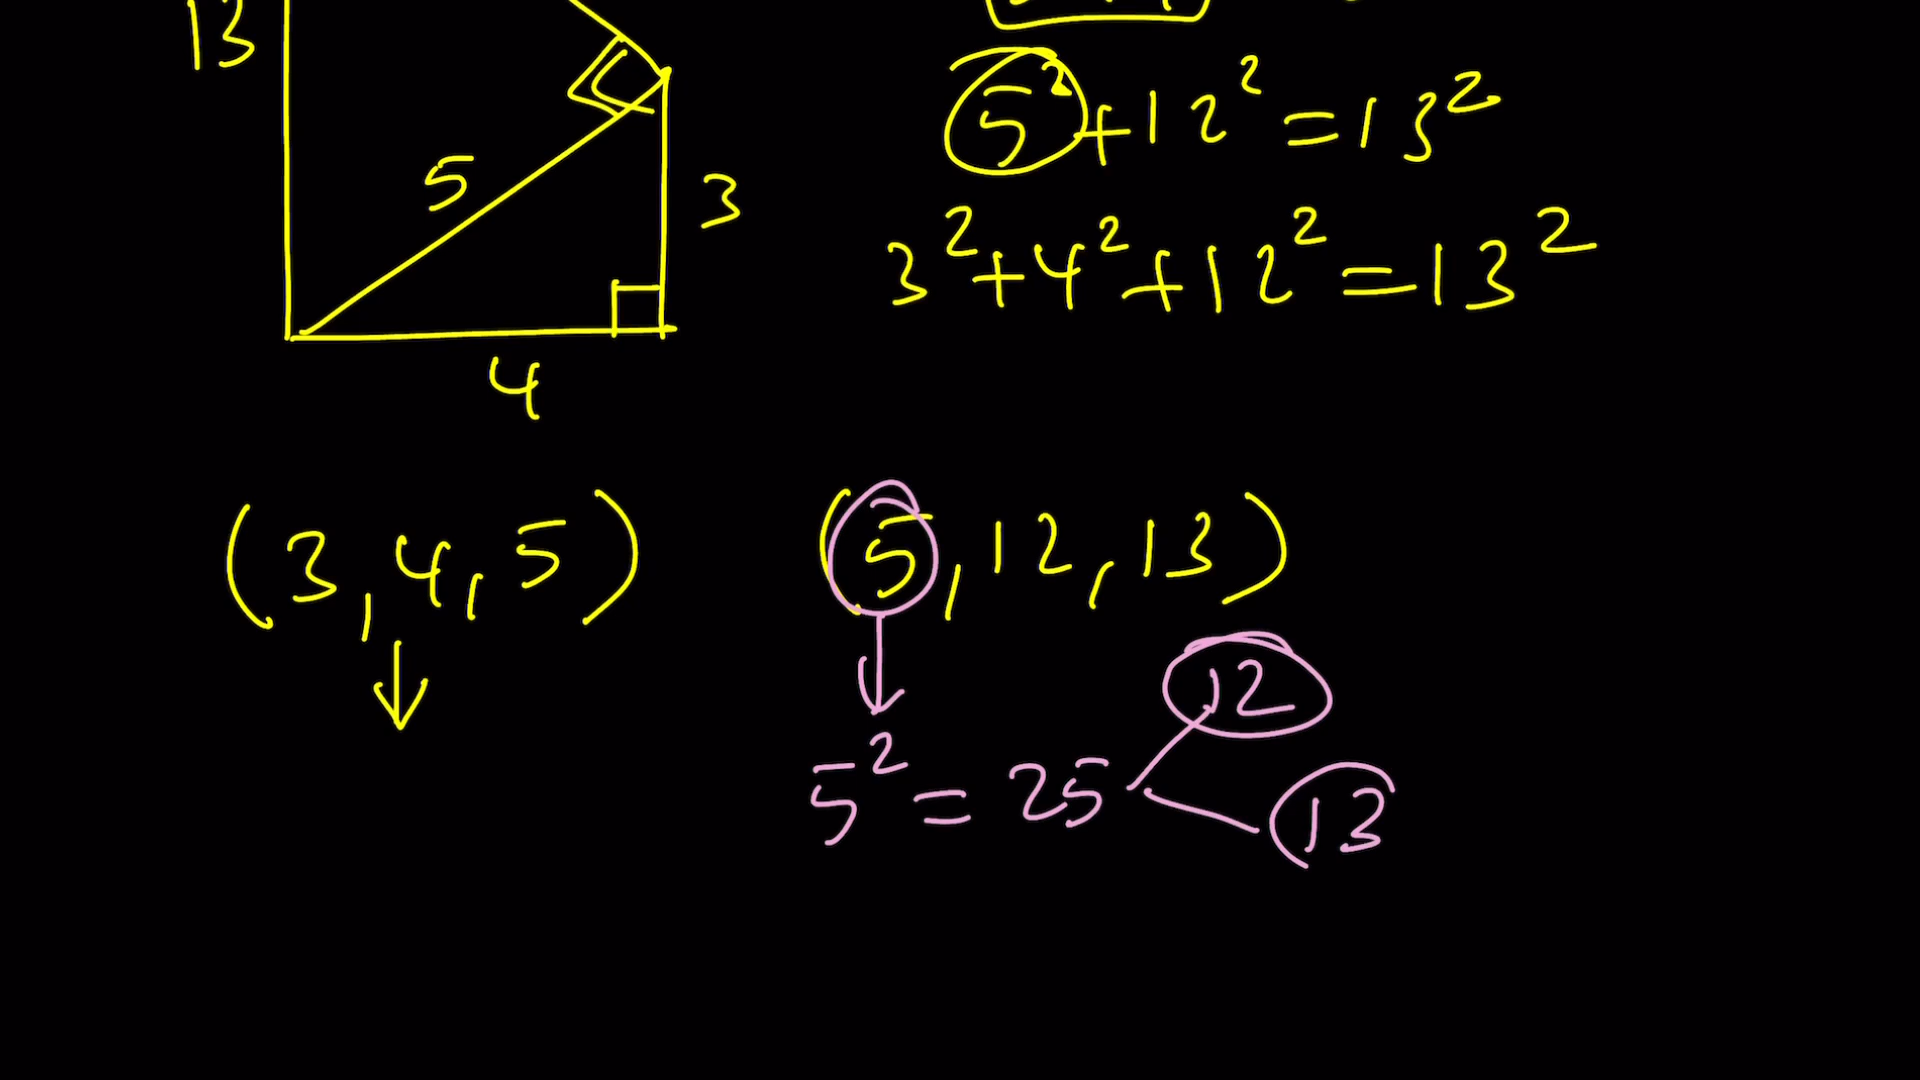 13
5² + 12² = 13²
5
3
3² + 4² + 12² = 13²
4
(3, 4, 5)
(5, 12, 13)
12
5² = 25
13